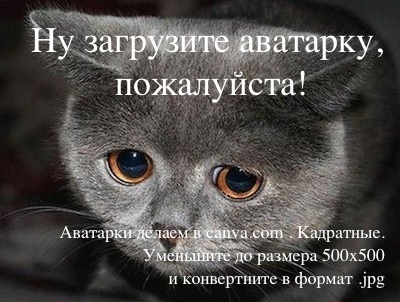 Ну загрузите аватарку,
пожалуйста!
Аватарки делаем в canva.com . Кадратные.
Уменьшите до размера 500х500
и конвертните в формат .jpg